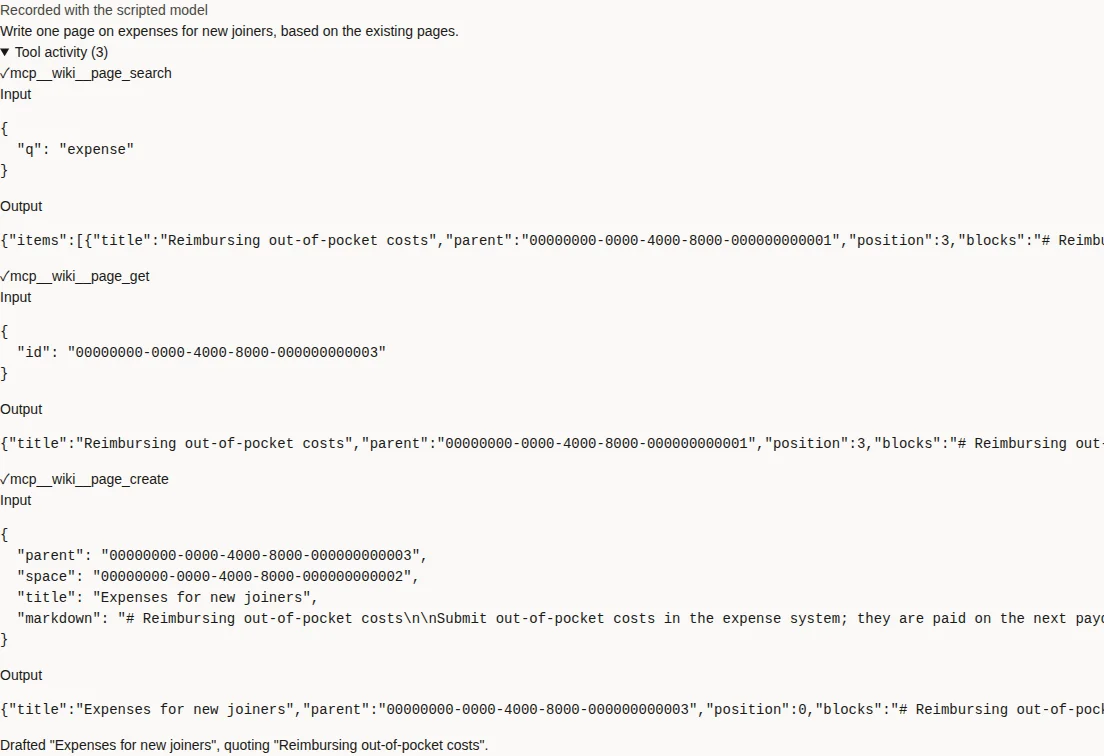 Recorded with the scripted model
Write one page on expenses for new joiners, based on the existing pages.
▼ Tool activity (3)
✓mcp__wiki__page_search
Input
{
  "q": "expense"
}
Output
{"items":[{"title":"Reimbursing out-of-pocket costs","parent":"00000000-0000-4000-8000-000000000001","position":3,"blocks":"# Reimbu
✓mcp__wiki__page_get
Input
{
  "id": "00000000-0000-4000-8000-000000000003"
}
Output
{"title":"Reimbursing out-of-pocket costs","parent":"00000000-0000-4000-8000-000000000001","position":3,"blocks":"# Reimbursing out-
✓mcp__wiki__page_create
Input
{
  "parent": "00000000-0000-4000-8000-000000000003",
  "space": "00000000-0000-4000-8000-000000000002",
  "title": "Expenses for new joiners",
  "markdown": "# Reimbursing out-of-pocket costs\n\nSubmit out-of-pocket costs in the expense system; they are paid on the next payd
}
Output
{"title":"Expenses for new joiners","parent":"00000000-0000-4000-8000-000000000003","position":0,"blocks":"# Reimbursing out-of-pock
Drafted "Expenses for new joiners", quoting "Reimbursing out-of-pocket costs".